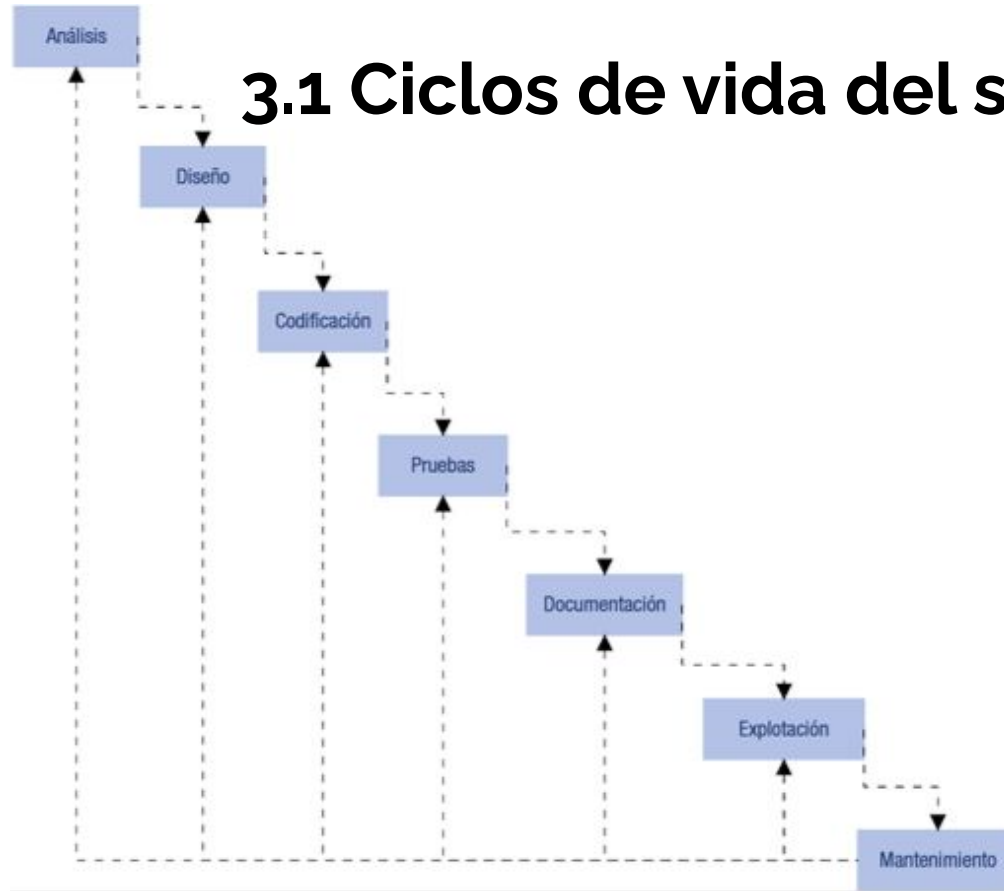 Análisis
3.1 Ciclos de vida del s
Diseño
Codificación
Pruebas
Documentación
Explotación
Mantenimiento